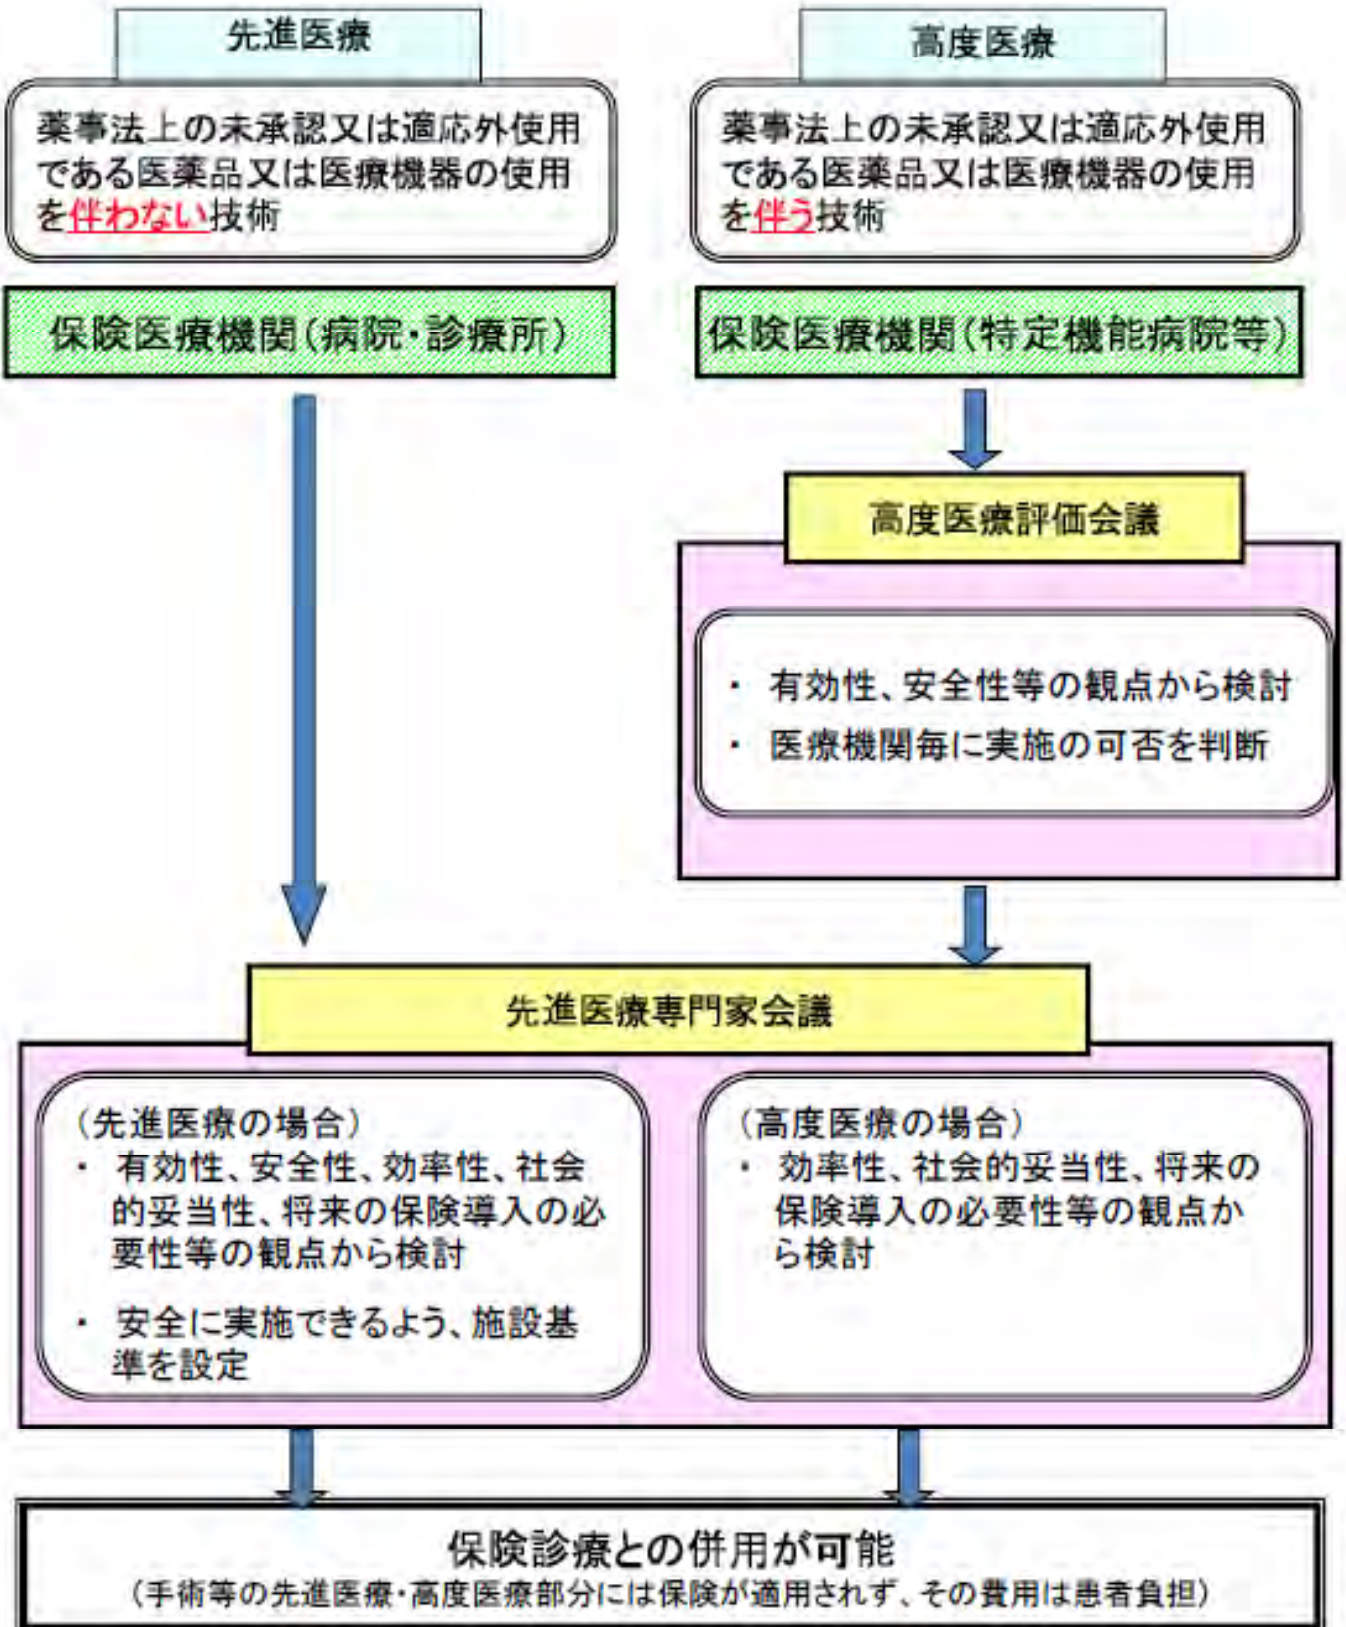 先進医療
薬事法上の未承認又は適応外使用
である医薬品又は医療機器の使用
を伴わない技術
保険医療機関(病院・診療所)
高度医療
薬事法上の未承認又は適応外使用
である医薬品又は医療機器の使用
を伴う技術
保険医療機関(特定機能病院等)
高度医療評価会議
・ 有効性、安全性等の観点から検討
・ 医療機関毎に実施の可否を判断
先進医療専門家会議
(先進医療の場合)
・ 有効性、安全性、効率性、社会
的妥当性、将来の保険導入の必
要性等の観点から検討
・ 安全に実施できるよう、施設基
準を設定
(高度医療の場合)
・ 効率性、社会的妥当性、将来の
保険導入の必要性等の観点か
ら検討
保険診療との併用が可能
(手術等の先進医療・高度医療部分には保険が適用されず、その費用は患者負担)